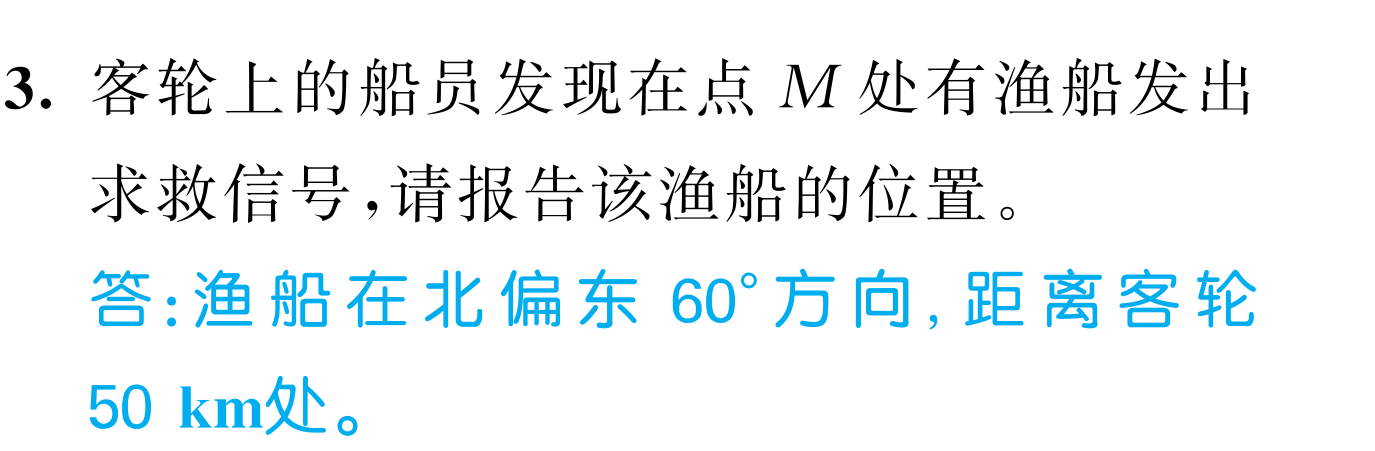 3. 客轮上的船员发现在点 M 处有渔船发出
求救信号,请报告该渔船的位置。
答:渔船在北偏东 60°方向,距离客轮
50 km处。